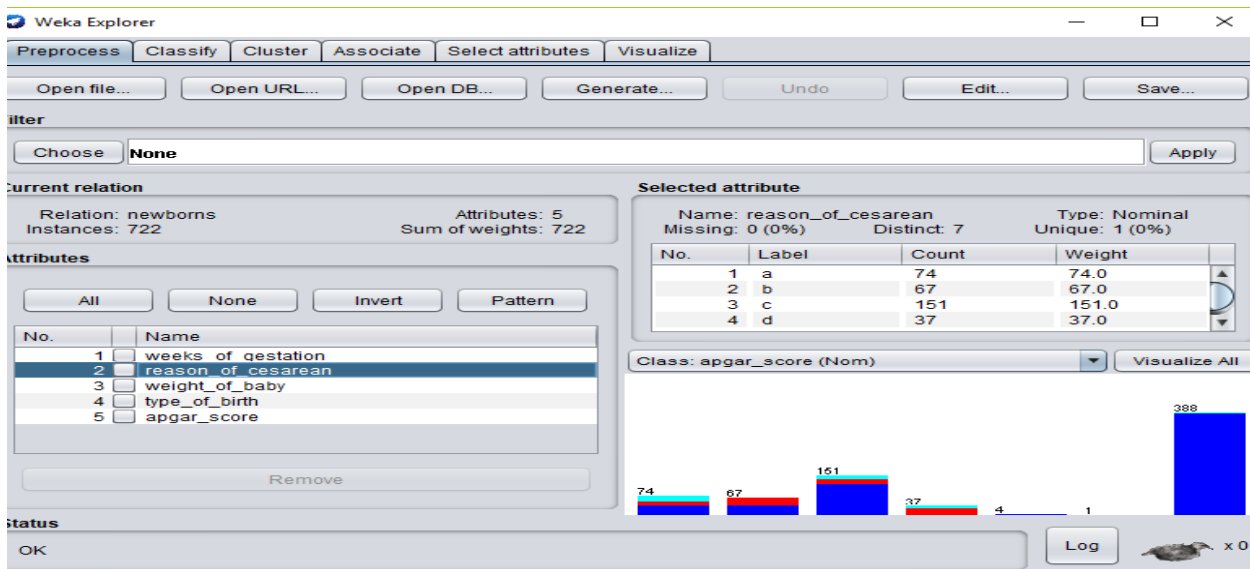 Weka Explorer
Preprocess Classify Cluster Associate Select attributes Visualize
Open file... Open URL... Open DB... Generate... Undo Edit... Save...
ilter
Choose None Apply
Current relation
Relation: newborns Attributes: 5
Instances: 722 Sum of weights: 722
Attributes
All None Invert Pattern
No. Name
1 weeks_of_gestation
2 reason_of_cesarean
3 weight_of_baby
4 type_of_birth
5 apgar_score
Remove
Selected attribute
Name: reason_of_cesarean Type: Nominal
Missing: 0 (0%) Distinct: 7 Unique: 1 (0%)
No. Label Count Weight
1 a 74 74.0
2 b 67 67.0
3 c 151 151.0
4 d 37 37.0
Class: apgar_score (Nom) Visualize All
74 67 151 37 4 1 388
Status
OK Log x 0